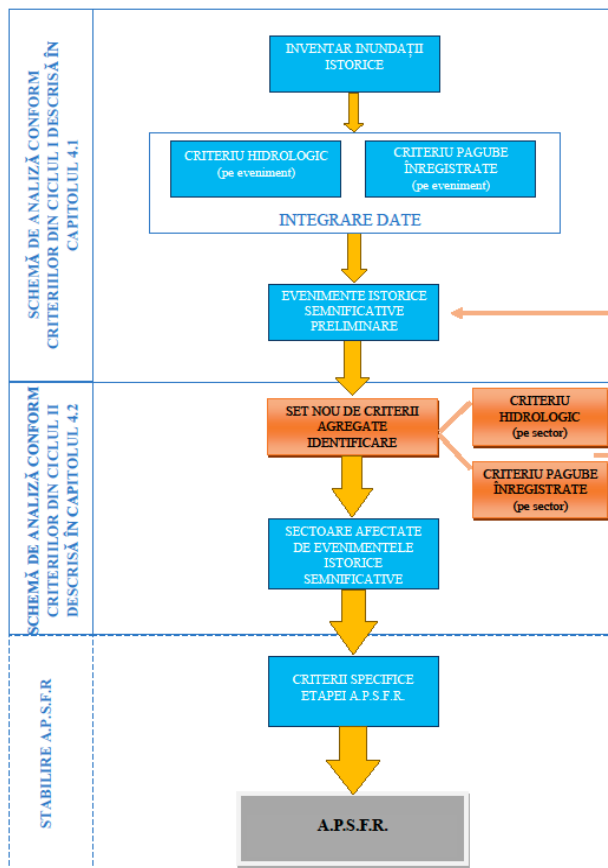 SCHEMĂ DE ANALIZĂ CONFORM
CRITERIILOR DIN CICLUL I DESCRISĂ ÎN
CAPITOLUL 4.1
INVENTAR INUNDAȚII
ISTORICE
CRITERIU HIDROLOGIC
(pe eveniment)
CRITERIU PAGUBE
ÎNREGISTRATE
(pe eveniment)
INTEGRARE DATE
EVENIMENTE ISTORICE
SEMNIFICATIVE
PRELIMINARE
SCHEMĂ DE ANALIZĂ CONFORM
CRITERIILOR DIN CICLUL II
DESCRISĂ ÎN CAPITOLUL 4.2
SET NOU DE CRITERII
AGREGATE
IDENTIFICARE
CRITERIU
HIDROLOGIC
(pe sector)
CRITERIU PAGUBE
ÎNREGISTRATE
(pe sector)
SECTOARE AFECTATE
DE EVENIMENTELE
ISTORICE
SEMNIFICATIVE
STABILIRE A.P.S.F.R
CRITERII SPECIFICE
ETAPEI A.P.S.F.R.
A.P.S.F.R.